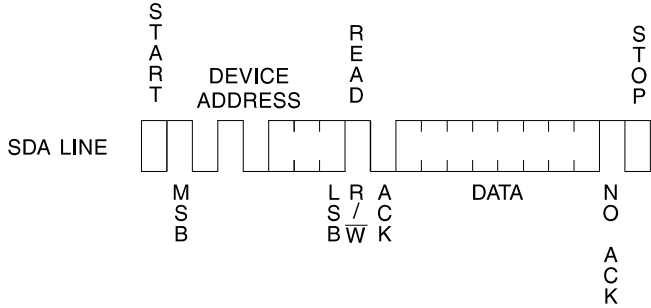 START
READ
STOP
DEVICE
ADDRESS
SDA LINE
MSB
LSB
R/W
ACK
DATA
NO ACK